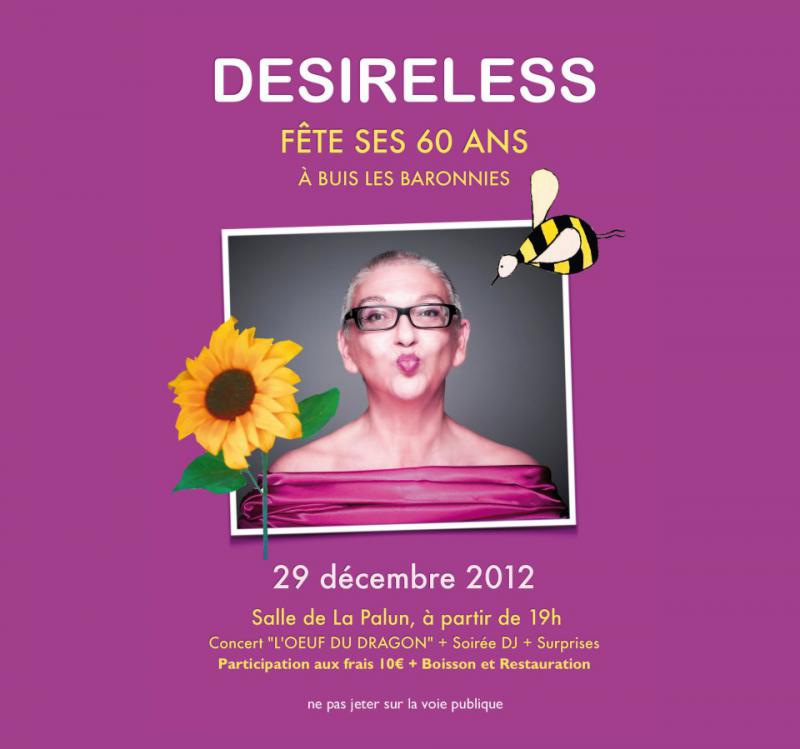 DESIRELESS
FÊTE SES 60 ANS
À BUIS LES BARONNIES
29 décembre 2012
Salle de La Palun, à partir de 19h
Concert "L'OEUF DU DRAGON" + Soirée DJ + Surprises
Participation aux frais 10€ + Boisson et Restauration
ne pas jeter sur la voie publique